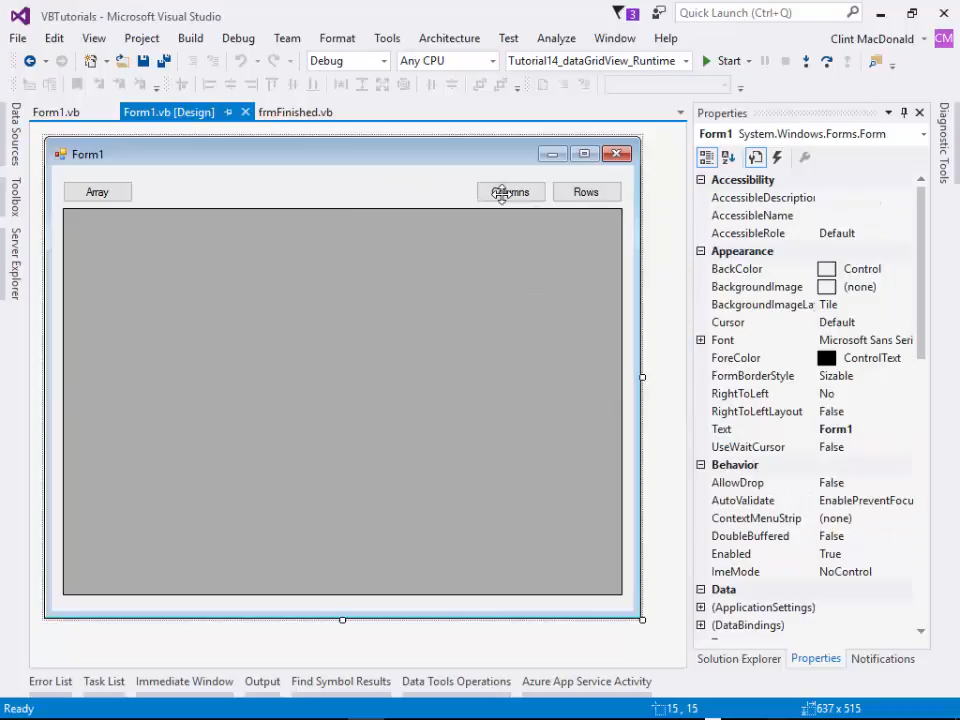 VBTutorials - Microsoft Visual Studio
3
Quick Launch (Ctrl+Q)
File Edit View Project Build Debug Team Format Tools Architecture Test Analyze Window Help
Clint MacDonald CM
Debug Any CPU Tutorial14_dataGridView_Runtime Start
Form1.vb Form1.vb [Design] frmFinished.vb
Data Sources
Toolbox
Server Explorer
Form1
Array Rows
Properties
Form1 System.Windows.Forms.Form
Accessibility
AccessibleDescription
AccessibleName
AccessibleRole Default
Appearance
BackColor Control
BackgroundImage (none)
BackgroundImageLa Tile
Cursor Default
Font Microsoft Sans Seri
ForeColor ControlText
FormBorderStyle Sizable
RightToLeft No
RightToLeftLayout False
Text Form1
UseWaitCursor False
Behavior
AllowDrop False
AutoValidate EnablePreventFocu
ContextMenuStrip (none)
DoubleBuffered False
Enabled True
ImeMode NoControl
Data
(ApplicationSettings)
(DataBindings)
Solution Explorer Properties Notifications
Diagnostic Tools
Error List Task List Immediate Window Output Find Symbol Results Data Tools Operations Azure App Service Activity
Ready 15 , 15 637 x 515